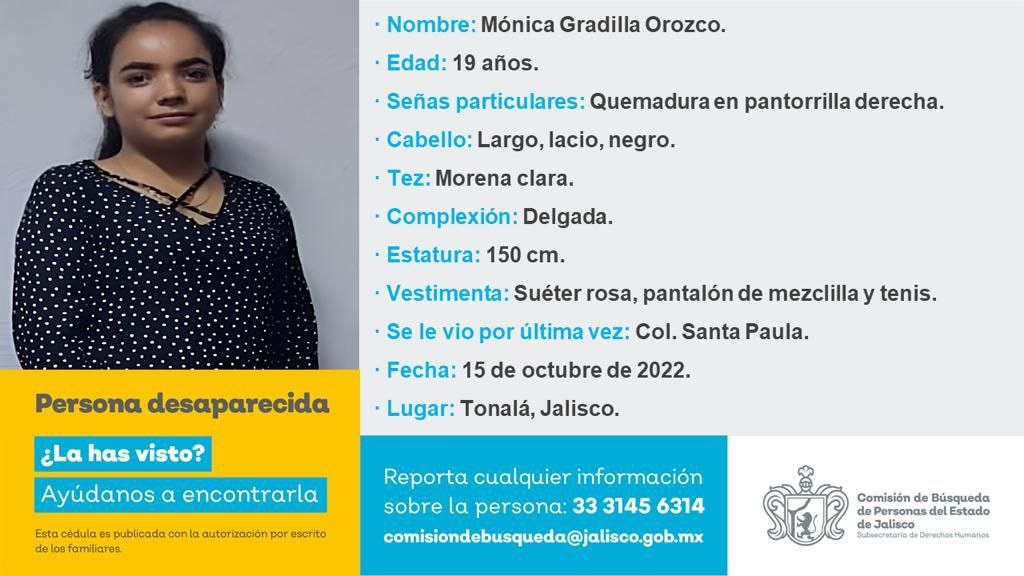 · Nombre: Mónica Gradilla Orozco.
· Edad: 19 años.
· Señas particulares: Quemadura en pantorrilla derecha.
· Cabello: Largo, lacio, negro.
· Tez: Morena clara.
· Complexión: Delgada.
· Estatura: 150 cm.
· Vestimenta: Suéter rosa, pantalón de mezclilla y tenis.
· Se le vio por última vez: Col. Santa Paula.
· Fecha: 15 de octubre de 2022.
· Lugar: Tonalá, Jalisco.
Persona desaparecida
¿La has visto?
Ayúdanos a encontrarla
Esta cédula es publicada con la autorización por escrito
de los familiares.
Reporta cualquier información
sobre la persona: 33 3145 6314
comisiondebusqueda@jalisco.gob.mx
Comisión de Búsqueda
de Personas del Estado
de Jalisco
Subsecretaría de Derechos Humanos